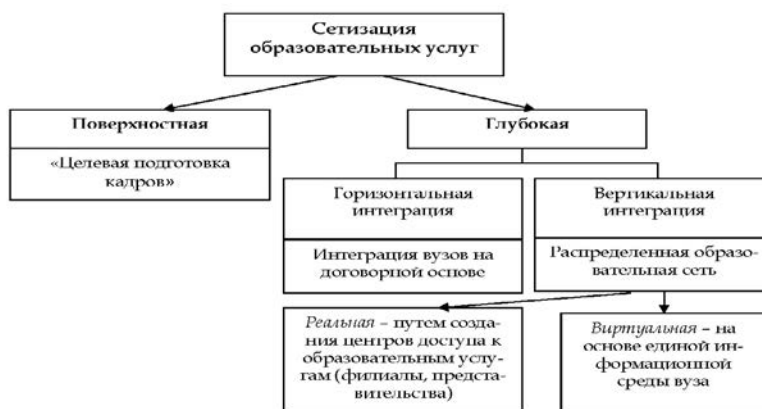 Сетизация
образовательных услуг
Поверхностная
«Целевая подготовка
кадров»
Глубокая
Горизонтальная
интеграция
Интеграция вузов на
договорной основе
Вертикальная
интеграция
Распределенная образо-
вательная сеть
Реальная – путем созда-
ния центров доступа к
образовательным услу-
гам (филиалы, предста-
вительства)
Виртуальная – на
основе единой ин-
формационной
среды вуза